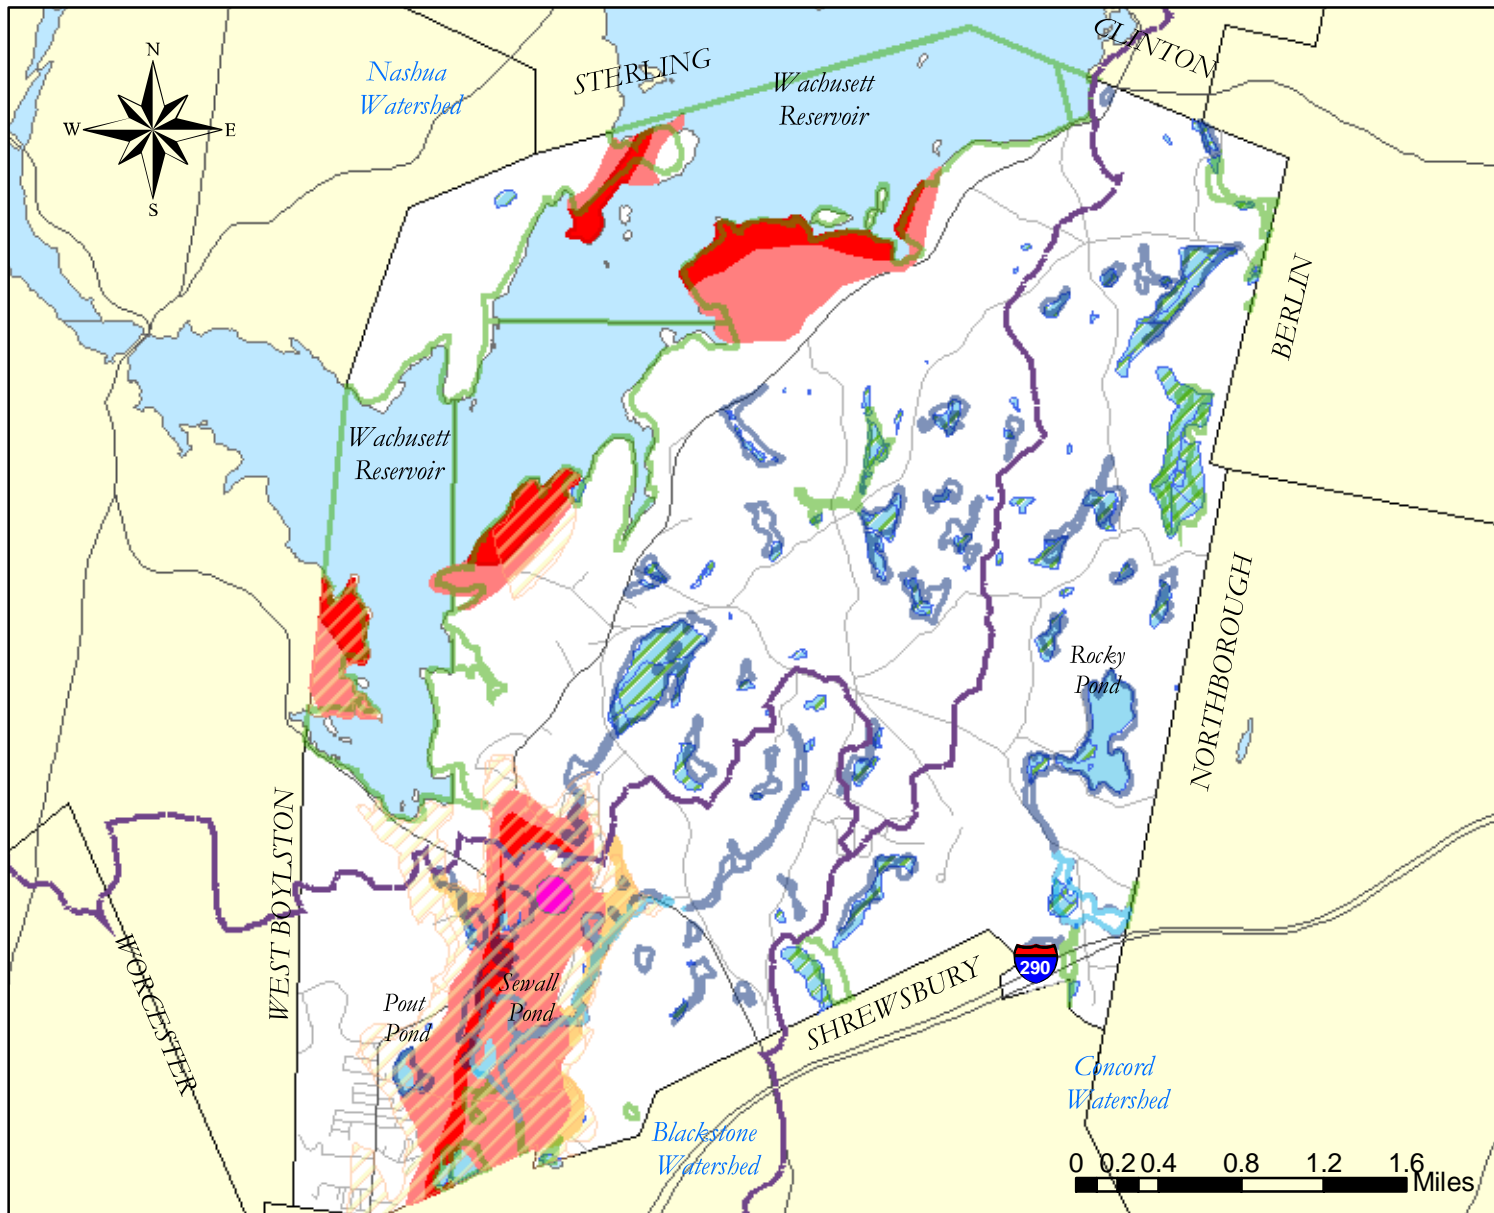 CLINTON
STERLING
Nashua
Watershed
Wachusett
Reservoir
N
W
E
S
BERLIN
Wachusett
Reservoir
NORTHBOROUGH
Rocky
Pond
WEST BOYLSTON
WORCESTER
Sewall
Pond
Pout
Pond
SHREWSBURY
290
Concord
Watershed
Blackstone
Watershed
0 0.2 0.4 0.8 1.2 1.6
Miles